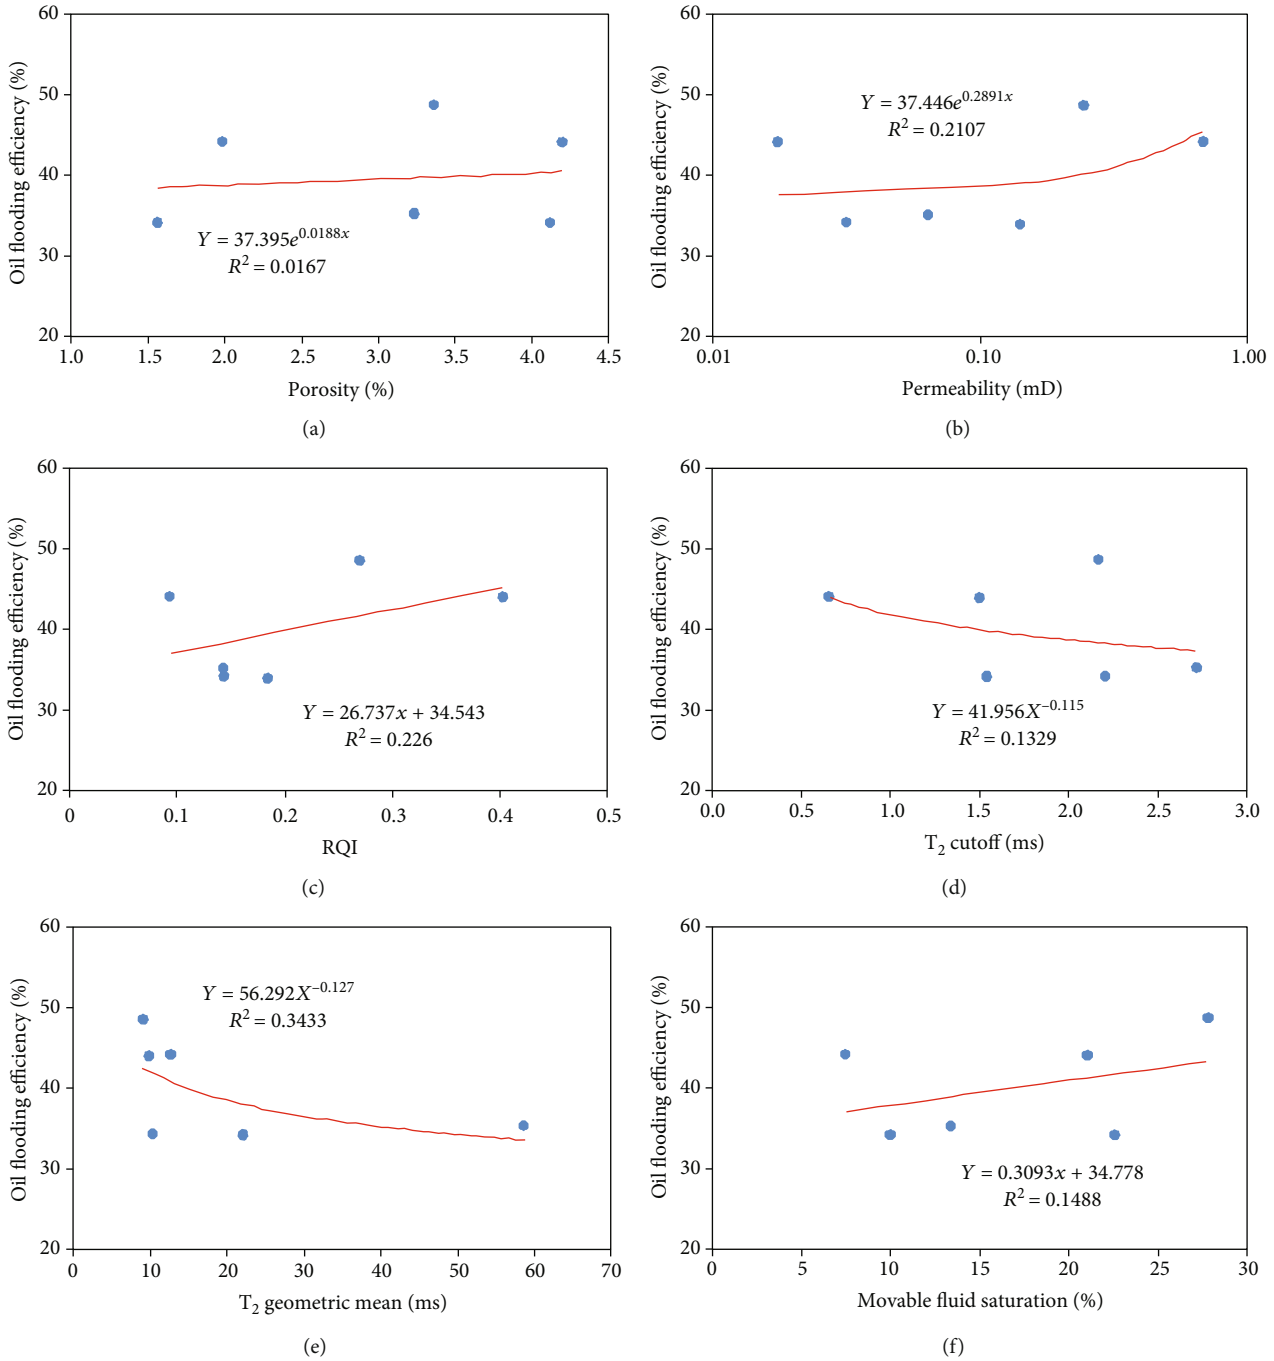 60
50
40
30
20
Oil flooding efficiency (%)
Y = 37.395e^{0.0188x}
R^2 = 0.0167
1.0 1.5 2.0 2.5 3.0 3.5 4.0 4.5
Porosity (%)
(a)
60
50
40
30
20
Oil flooding efficiency (%)
Y = 37.446e^{0.2891x}
R^2 = 0.2107
0.01 0.10 1.00
Permeability (mD)
(b)
60
50
40
30
20
Oil flooding efficiency (%)
Y = 26.737x + 34.543
R^2 = 0.226
0 0.1 0.2 0.3 0.4 0.5
RQI
(c)
60
50
40
30
20
Oil flooding efficiency (%)
Y = 41.956X^{−0.115}
R^2 = 0.1329
0.0 0.5 1.0 1.5 2.0 2.5 3.0
T_2 cutoff (ms)
(d)
60
50
40
30
20
Oil flooding efficiency (%)
Y = 56.292X^{−0.127}
R^2 = 0.3433
0 10 20 30 40 50 60 70
T_2 geometric mean (ms)
(e)
60
50
40
30
20
Oil flooding efficiency (%)
Y = 0.3093x + 34.778
R^2 = 0.1488
0 5 10 15 20 25 30
Movable fluid saturation (%)
(f)